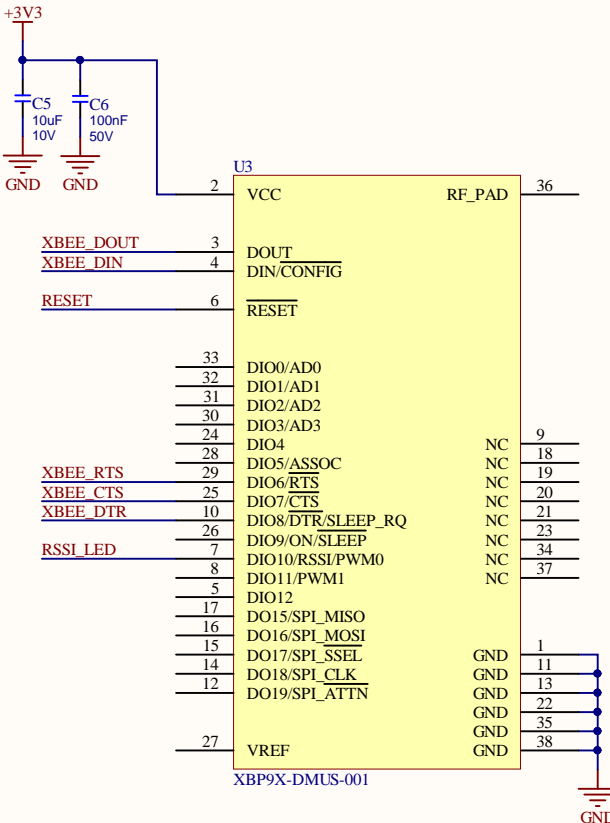 +3V3
C5
10uF
10V
C6
100nF
50V
GND
GND
U3
2 VCC
RF_PAD 36
XBEE_DOUT 3 DOUT
XBEE_DIN 4 DIN/CONFIG
RESET 6 RESET
33 DIO0/AD0
32 DIO1/AD1
31 DIO2/AD2
30 DIO3/AD3
24 DIO4
NC 9
28 DIO5/ASSOC
NC 18
XBEE_RTS 29 DIO6/RTS
NC 19
XBEE_CTS 25 DIO7/CTS
NC 20
XBEE_DTR 10 DIO8/DTR/SLEEP_RQ
NC 21
26 DIO9/ON/SLEEP
NC 23
RSSI_LED 7 DIO10/RSSI/PWM0
NC 34
8 DIO11/PWM1
NC 37
5 DIO12
17 DO15/SPI_MISO
16 DO16/SPI_MOSI
15 DO17/SPI_SSEL
GND 1
14 DO18/SPI_CLK
GND 11
12 DO19/SPI_ATTN
GND 13
GND 22
GND 35
27 VREF
GND 38
XBP9X-DMUS-001
GND